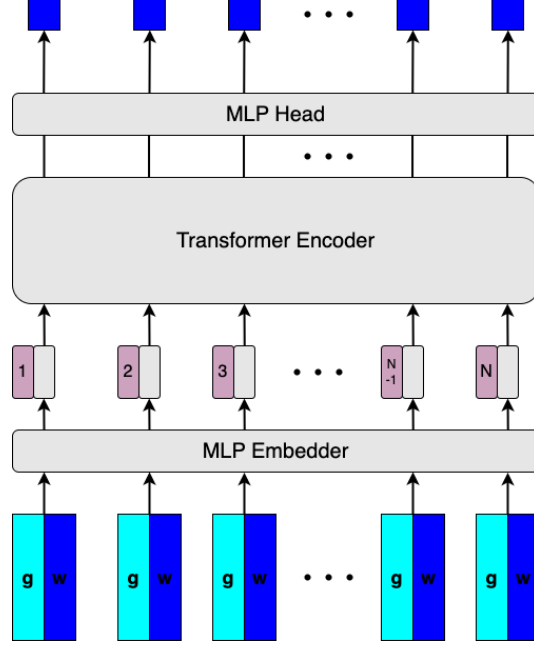 MLP Head
Transformer Encoder
1 2 3 N-1 N
MLP Embedder
g w g w g w g w g w